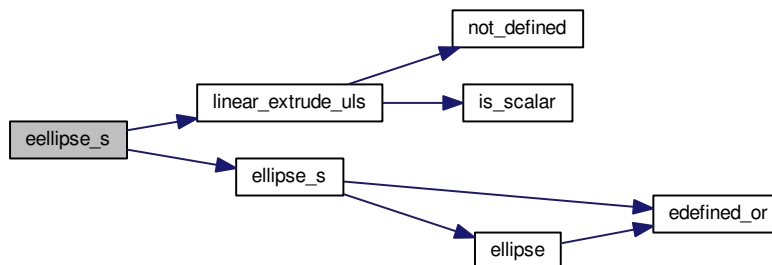 not_defined
linear_extrude_uls
is_scalar
eellipse_s
ellipse_s
edefined_or
ellipse